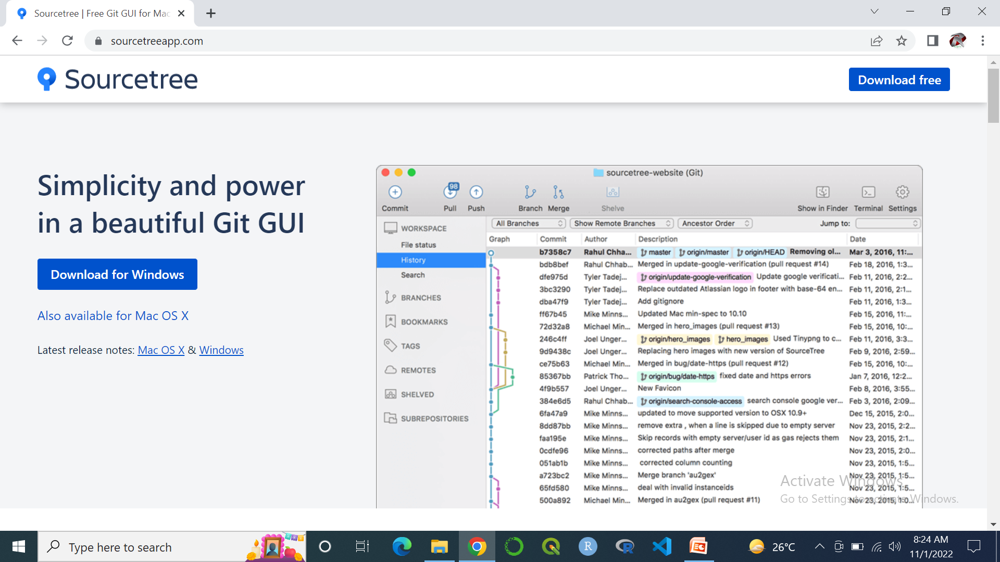 Sourcetree | Free Git GUI for Mac
sourcetreeapp.com
Sourcetree
Download free
Simplicity and power
in a beautiful Git GUI
Download for Windows
Also available for Mac OS X
Latest release notes: Mac OS X & Windows
sourcetree-website (Git)
98
Commit Pull Push Branch Merge Shelve Show in Finder Terminal Settings
WORKSPACE
File status
History
Search
BRANCHES
BOOKMARKS
TAGS
REMOTES
SHELVED
SUBREPOSITORIES
All Branches Show Remote Branches Ancestor Order Jump to:
Graph Commit Author Description Date
b7358c7 Rahul Chha... master origin/master origin/HEAD Removing ol... Mar 3, 2016, 11:...
bdb8bef Rahul Chhab... Merged in update-google-verification (pull request #14) Feb 18, 2016, 1:3...
dfe975d Tyler Tadej... origin/update-google-verification Update google verificati... Feb 11, 2016, 2:2...
3bc3290 Tyler Tadej... Replace outdated Atlassian logo in footer with base-64 en... Feb 11, 2016, 2:1...
dba47f9 Tyler Tadej... Add gitignore Feb 11, 2016, 1:3...
ff67b45 Mike Minns... Updated Mac min-spec to 10.10 Feb 15, 2016, 11:...
72d32a8 Michael Min... Merged in hero_images (pull request #13) Feb 15, 2016, 10:...
246c4ff Joel Unger... origin/hero_images hero_images Used Tinypng to c... Feb 11, 2016, 3:3...
9d9438c Joel Unger... Replacing hero images with new version of SourceTree Feb 9, 2016, 2:59...
ce75b63 Michael Min... Merged in bug/date-https (pull request #12) Feb 15, 2016, 10:...
85367bb Patrick Tho... origin/bug/date-https fixed date and https errors Jan 7, 2016, 12:2...
4f9b557 Joel Unger... New Favicon Feb 8, 2016, 3:55...
384e6d5 Rahul Chhab... origin/search-console-access search console google ver... Feb 3, 2016, 2:09...
6fa47a9 Mike Minns... updated to move supported version to OSX 10.9+ Dec 15, 2015, 2:0...
8dd87bb Mike Minns... remove extra , when a line is skipped due to empty server Nov 23, 2015, 2:2...
faa195e Mike Minns... Skip records with empty server/user id as gas rejects them Nov 23, 2015, 2:1...
0cdfe96 Mike Minns... corrected paths after merge Nov 23, 2015, 2:0...
051ab1b Mike Minns... corrected column counting Nov 23, 2015, 1:5...
a723bc2 Mike Minns... Merge branch 'au2gex' Nov 23, 2015, 1:5...
65fd580 Mike Minns... deal with invalid instanceids Nov 23, 2015, 1:5...
500a892 Michael Min... Merged in au2gex (pull request #11) Nov 23, 2015, 1:0...
Activate Windows
Go to Settings to activate Windows.
Type here to search
26°C
8:24 AM
11/1/2022